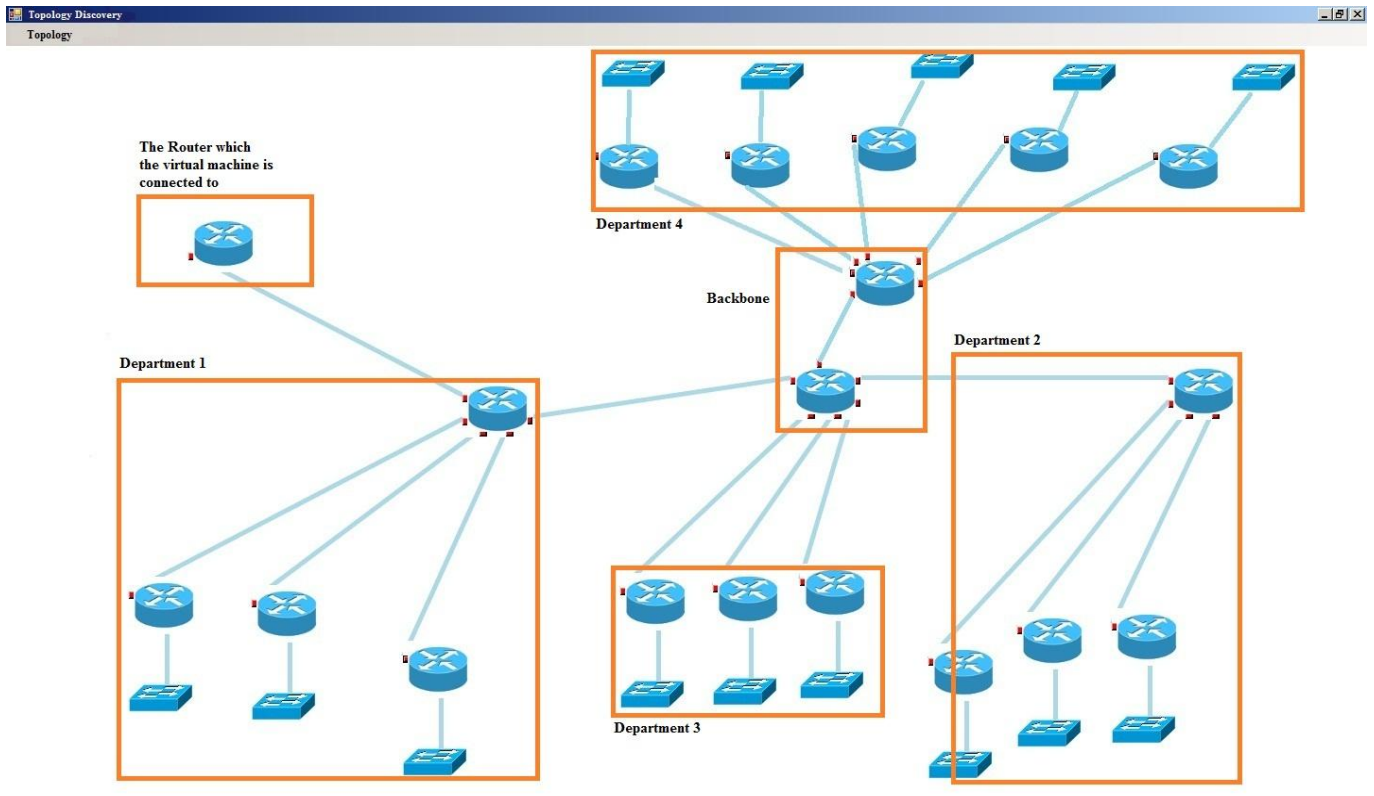 Topology Discovery
Topology
The Router which
the virtual machine is
connected to
Department 4
Backbone
Department 2
Department 1
Department 3